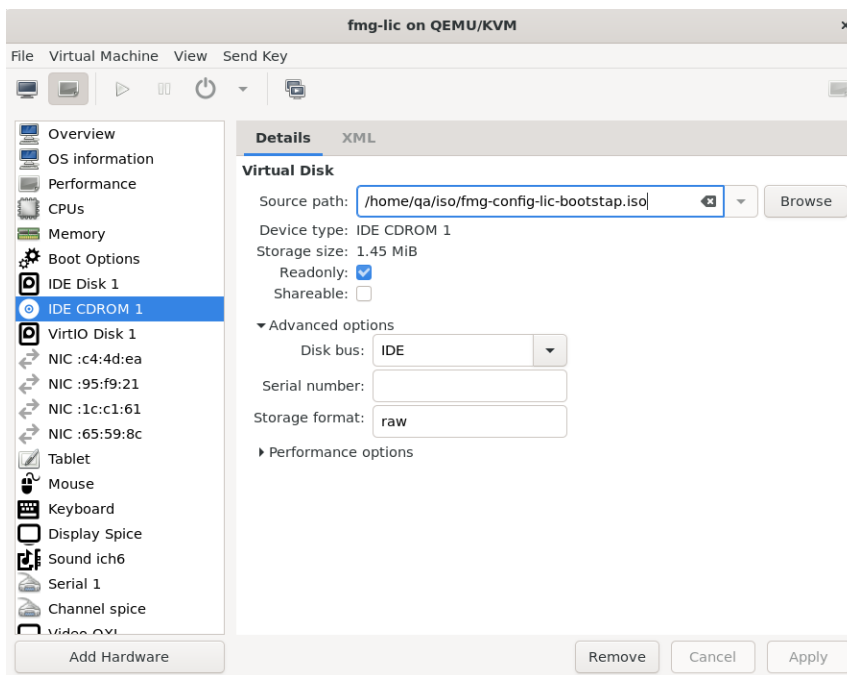 fmg-lic on QEMU/KVM
File Virtual Machine View Send Key
Overview
OS information
Performance
CPUs
Memory
Boot Options
IDE Disk 1
IDE CDROM 1
VirtIO Disk 1
NIC :c4:4d:ea
NIC :95:f9:21
NIC :1c:c1:61
NIC :65:59:8c
Tablet
Mouse
Keyboard
Display Spice
Sound ich6
Serial 1
Channel spice
Video QXL
Add Hardware
Details XML
Virtual Disk
Source path: /home/qa/iso/fmg-config-lic-bootstap.iso Browse
Device type: IDE CDROM 1
Storage size: 1.45 MiB
Readonly:
Shareable:
Advanced options
Disk bus: IDE
Serial number:
Storage format: raw
Performance options
Remove Cancel Apply